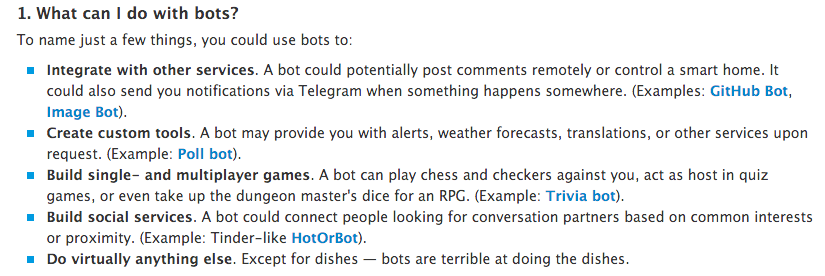 1. What can I do with bots?
To name just a few things, you could use bots to:
Integrate with other services. A bot could potentially post comments remotely or control a smart home. It
could also send you notifications via Telegram when something happens somewhere. (Examples: GitHub Bot,
Image Bot).
Create custom tools. A bot may provide you with alerts, weather forecasts, translations, or other services upon
request. (Example: Poll bot).
Build single- and multiplayer games. A bot can play chess and checkers against you, act as host in quiz
games, or even take up the dungeon master's dice for an RPG. (Example: Trivia bot).
Build social services. A bot could connect people looking for conversation partners based on common interests
or proximity. (Example: Tinder-like HotOrBot).
Do virtually anything else. Except for dishes — bots are terrible at doing the dishes.